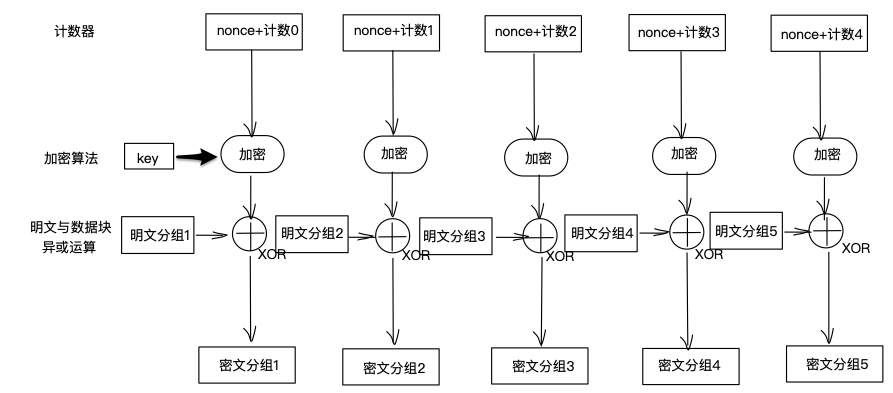 计数器
nonce+计数0
nonce+计数1
nonce+计数2
nonce+计数3
nonce+计数4
加密算法
key
加密
加密
加密
加密
加密
明文与数据块
异或运算
明文分组1
XOR
明文分组2
XOR
明文分组3
XOR
明文分组4
XOR
明文分组5
XOR
密文分组1
密文分组2
密文分组3
密文分组4
密文分组5